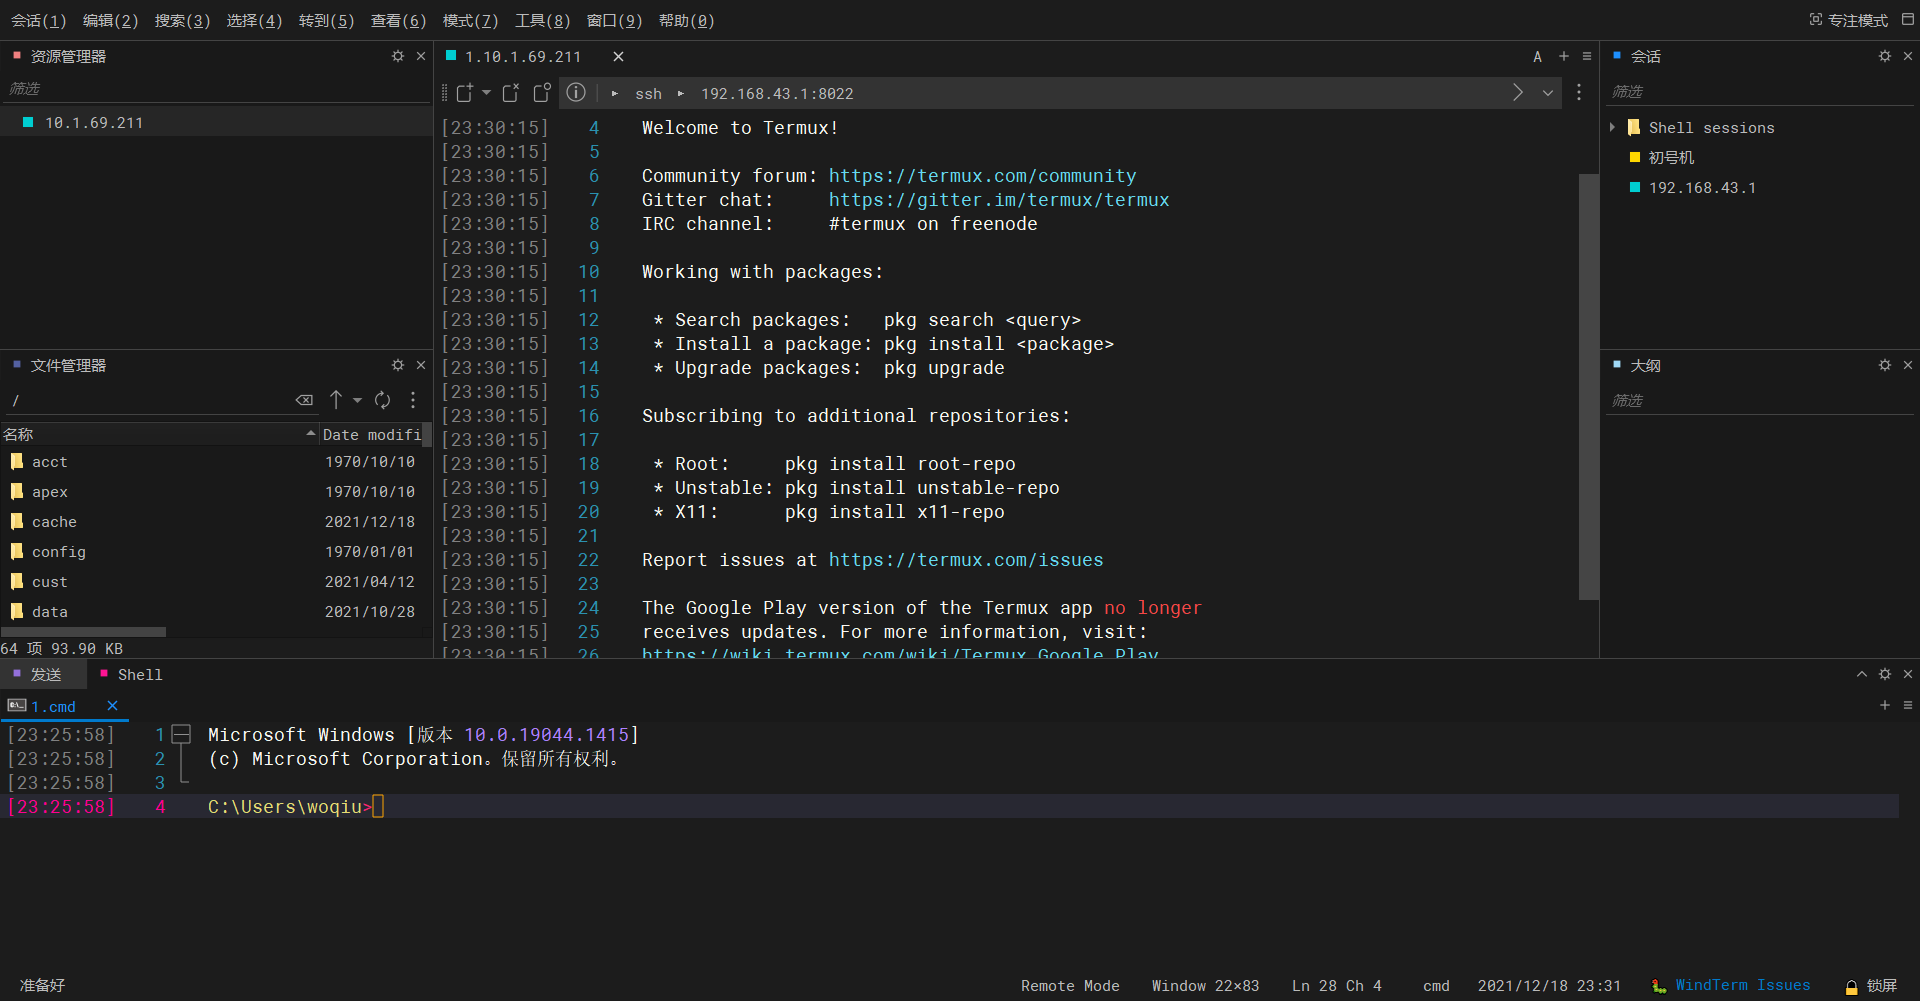 会话(1) 编辑(2) 搜索(3) 选择(4) 转到(5) 查看(6) 模式(7) 工具(8) 窗口(9) 帮助(0) 专注模式
资源管理器
筛选
10.1.69.211
文件管理器
/
名称 Date modifi
acct 1970/10/10
apex 1970/10/10
cache 2021/12/18
config 1970/01/01
cust 2021/04/12
data 2021/10/28
64 项 93.90 KB
1.10.1.69.211 A
ssh 192.168.43.1:8022
[23:30:15] 4 Welcome to Termux!
[23:30:15] 5
[23:30:15] 6 Community forum: https://termux.com/community
[23:30:15] 7 Gitter chat: https://gitter.im/termux/termux
[23:30:15] 8 IRC channel: #termux on freenode
[23:30:15] 9
[23:30:15] 10 Working with packages:
[23:30:15] 11
[23:30:15] 12 * Search packages: pkg search <query>
[23:30:15] 13 * Install a package: pkg install <package>
[23:30:15] 14 * Upgrade packages: pkg upgrade
[23:30:15] 15
[23:30:15] 16 Subscribing to additional repositories:
[23:30:15] 17
[23:30:15] 18 * Root: pkg install root-repo
[23:30:15] 19 * Unstable: pkg install unstable-repo
[23:30:15] 20 * X11: pkg install x11-repo
[23:30:15] 21
[23:30:15] 22 Report issues at https://termux.com/issues
[23:30:15] 23
[23:30:15] 24 The Google Play version of the Termux app no longer
[23:30:15] 25 receives updates. For more information, visit:
[23:30:15] 26 https://wiki.termux.com/wiki/Termux_Google_Play
会话
筛选
Shell sessions
初号机
192.168.43.1
大纲
筛选
发送 Shell
1.cmd
[23:25:58] 1 Microsoft Windows [版本 10.0.19044.1415]
[23:25:58] 2 (c) Microsoft Corporation。保留所有权利。
[23:25:58] 3
[23:25:58] 4 C:\Users\woqiu>
准备好 Remote Mode Window 22×83 Ln 28 Ch 4 cmd 2021/12/18 23:31 WindTerm Issues 锁屏